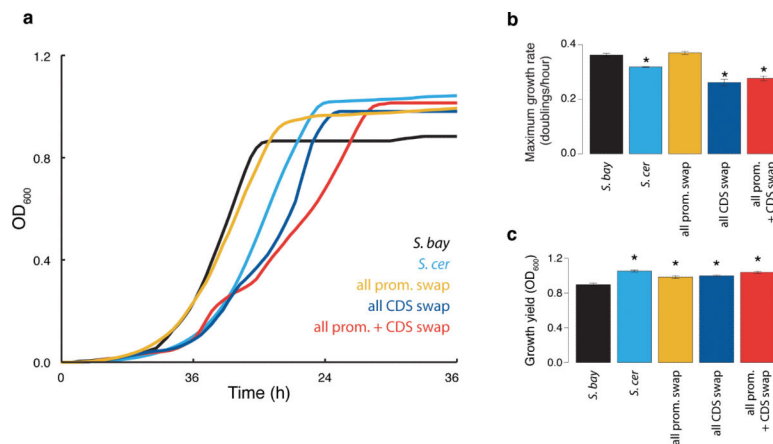 a
1.2
0.8
0.4
0.0
OD600
0
36
24
36
Time (h)
S. bay
S. cer
all prom. swap
all CDS swap
all prom. + CDS swap
b
Maximum growth rate
(doublings/hour)
0.4
0.2
0.0
*
*
*
S. bay
S. cer
all prom. swap
all CDS swap
all prom.
+ CDS swap
c
Growth yield (OD600)
1.2
0.8
0.4
0.0
*
*
*
*
S. bay
S. cer
all prom. swap
all CDS swap
all prom.
+ CDS swap